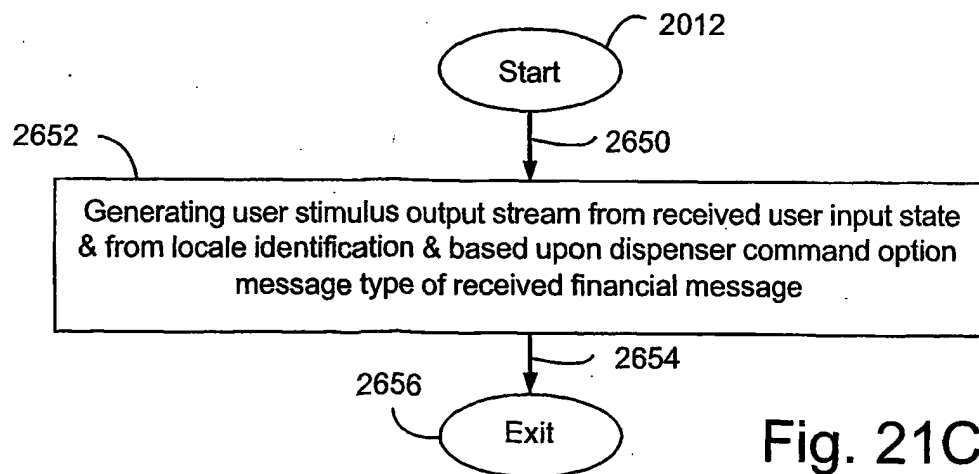 2012
Start
2650
2652
Generating user stimulus output stream from received user input state
& from locale identification & based upon dispenser command option
message type of received financial message
2654
2656
Exit
Fig. 21C